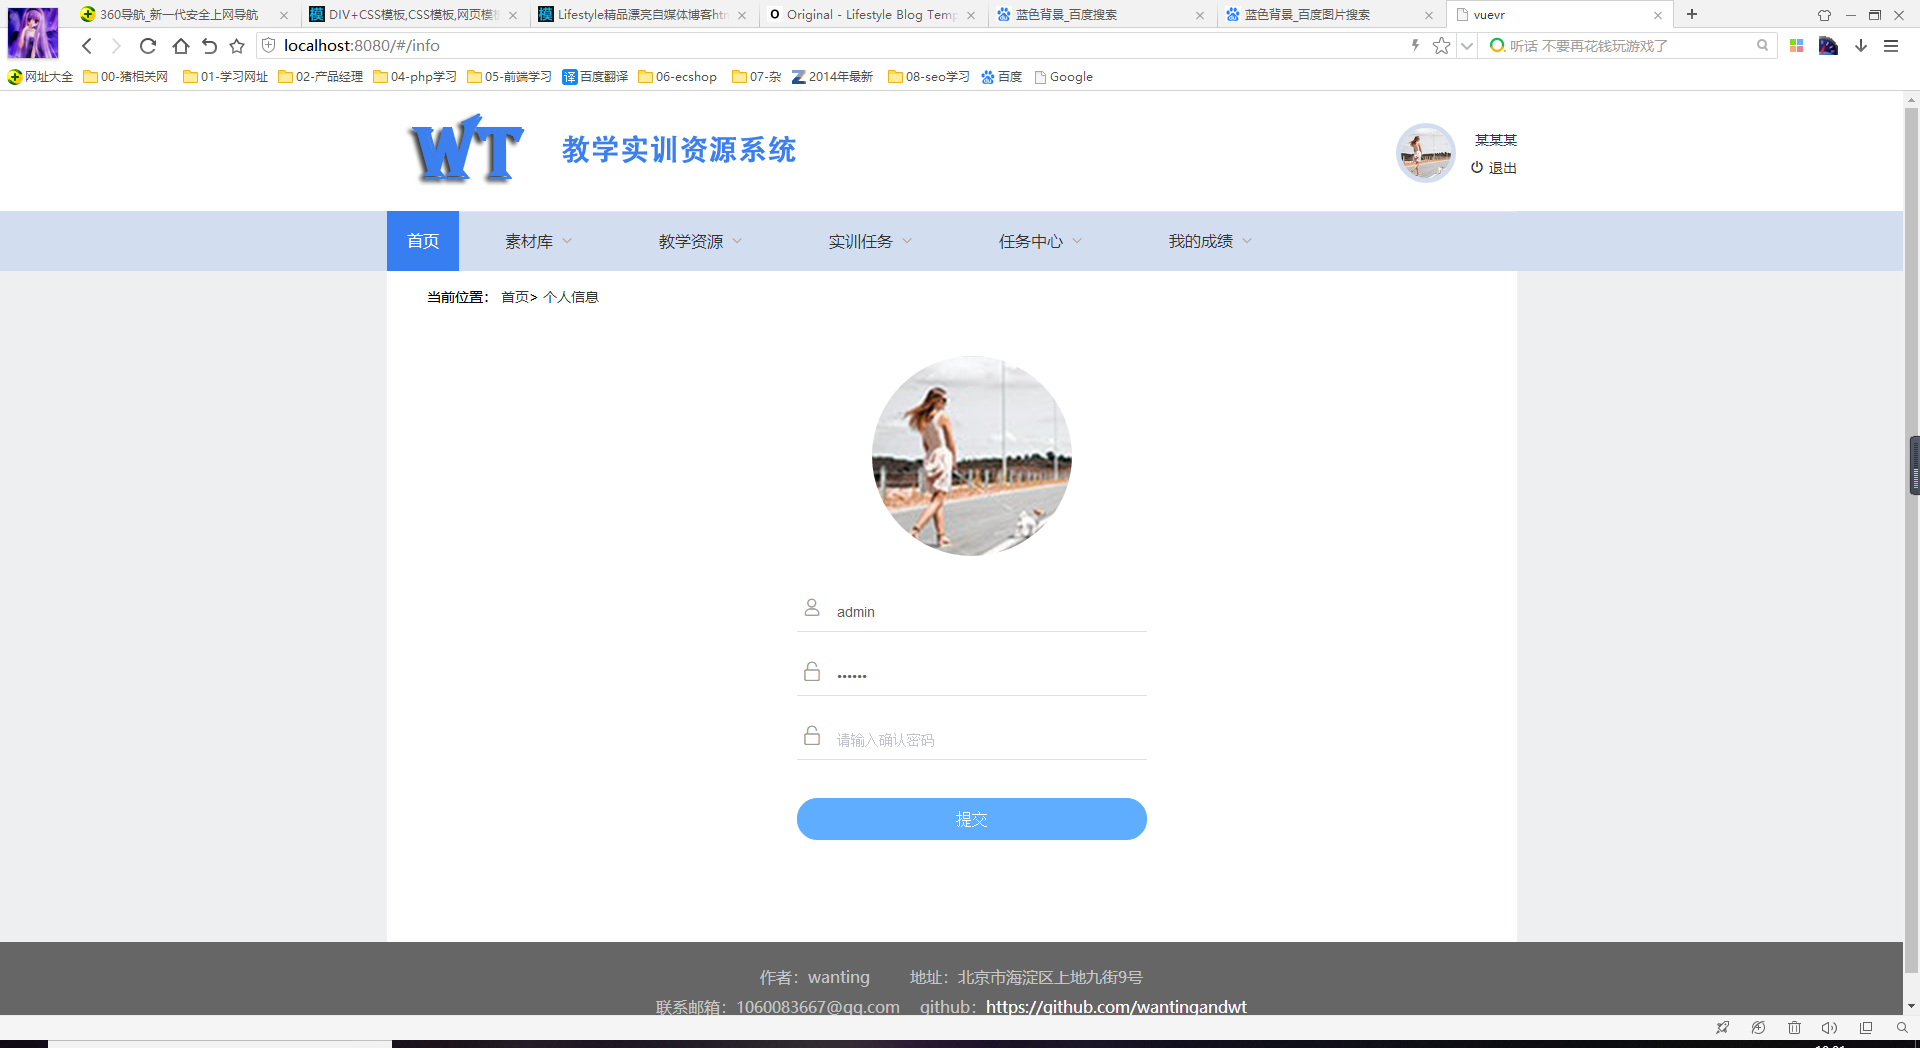 360导航_新一代安全上网导航
模 DIV+CSS模板,CSS模板,网页模板
模 Lifestyle精品漂亮自媒体博客htm
O Original - Lifestyle Blog Temp
蓝色背景_百度搜索
蓝色背景_百度图片搜索
vuevr
localhost:8080/#/info
听话 不要再花钱玩游戏了
网址大全
00-猪相关网
01-学习网址
02-产品经理
04-php学习
05-前端学习
译 百度翻译
06-ecshop
07-杂
2014年最新
08-seo学习
百度
Google
WT
教学实训资源系统
某某某
退出
首页
素材库
教学资源
实训任务
任务中心
我的成绩
当前位置： 首页> 个人信息
admin
••••••
请输入确认密码
提交
作者：wanting 地址：北京市海淀区上地九街9号
联系邮箱：1060083667@qq.com github：https://github.com/wantingandwt